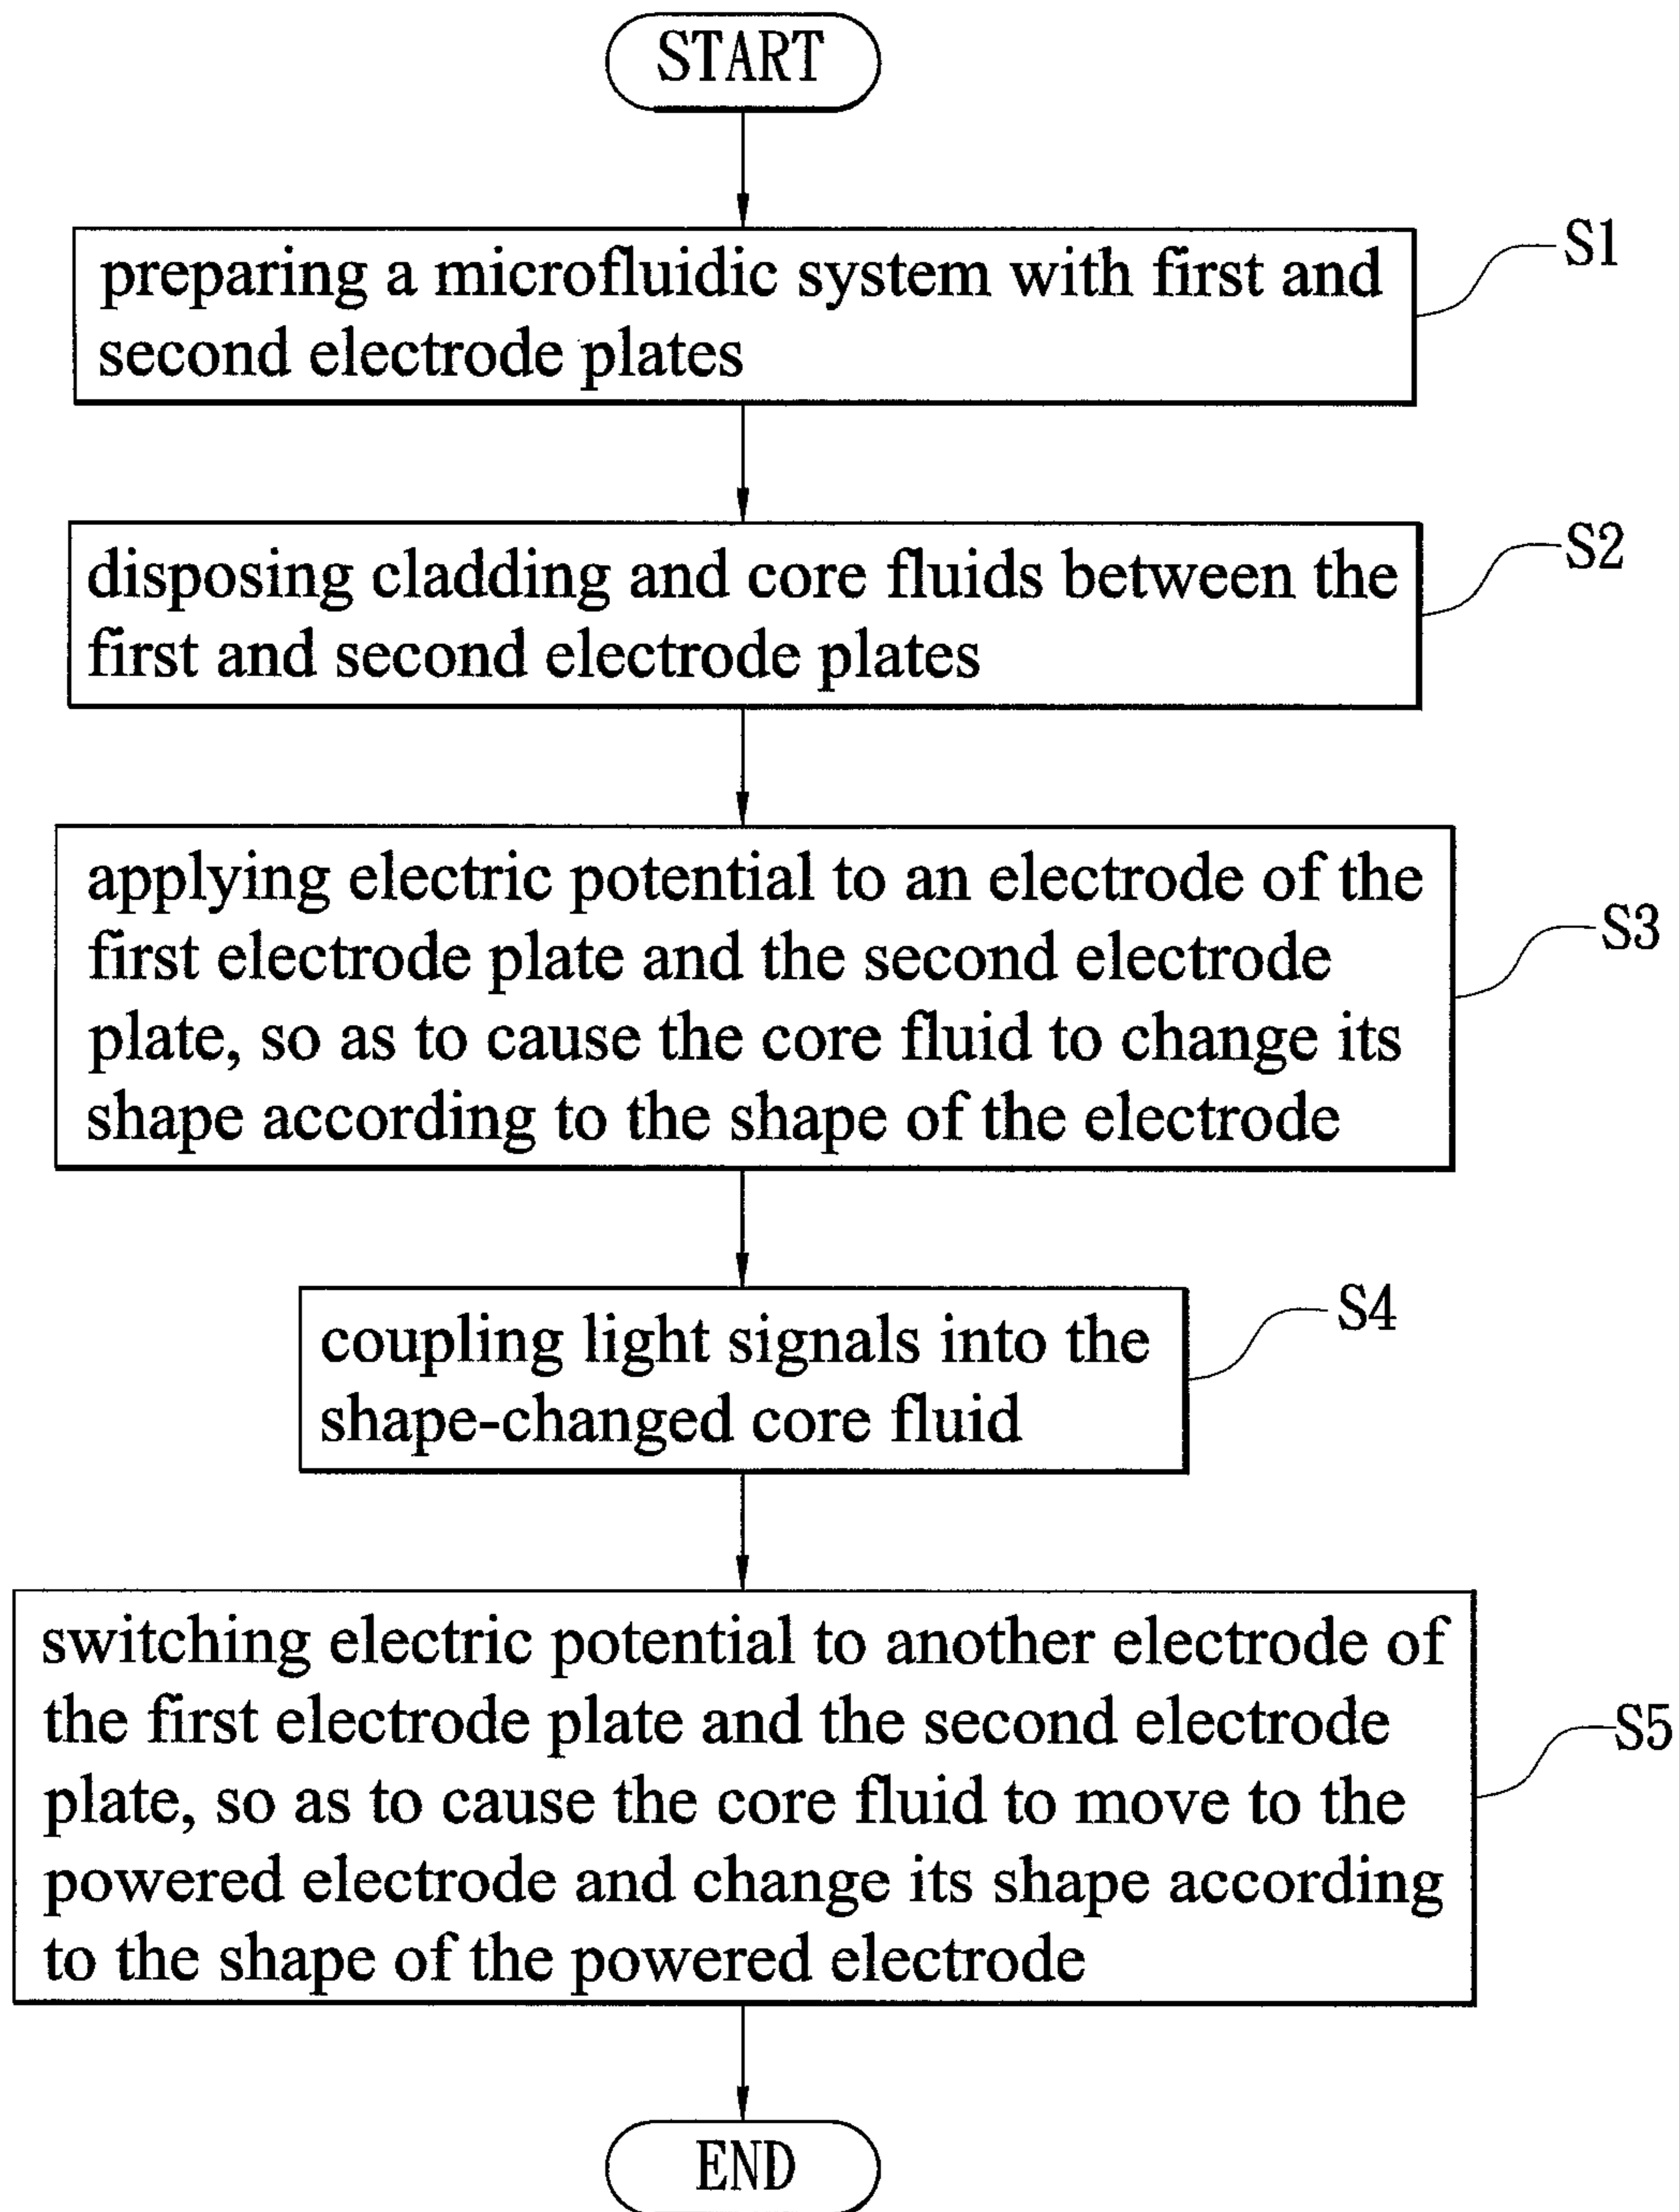 START
preparing a microfluidic system with first and
second electrode plates
S1
disposing cladding and core fluids between the
first and second electrode plates
S2
applying electric potential to an electrode of the
first electrode plate and the second electrode
plate, so as to cause the core fluid to change its
shape according to the shape of the electrode
S3
coupling light signals into the
shape-changed core fluid
S4
switching electric potential to another electrode of
the first electrode plate and the second electrode
plate, so as to cause the core fluid to move to the
powered electrode and change its shape according
to the shape of the powered electrode
S5
END